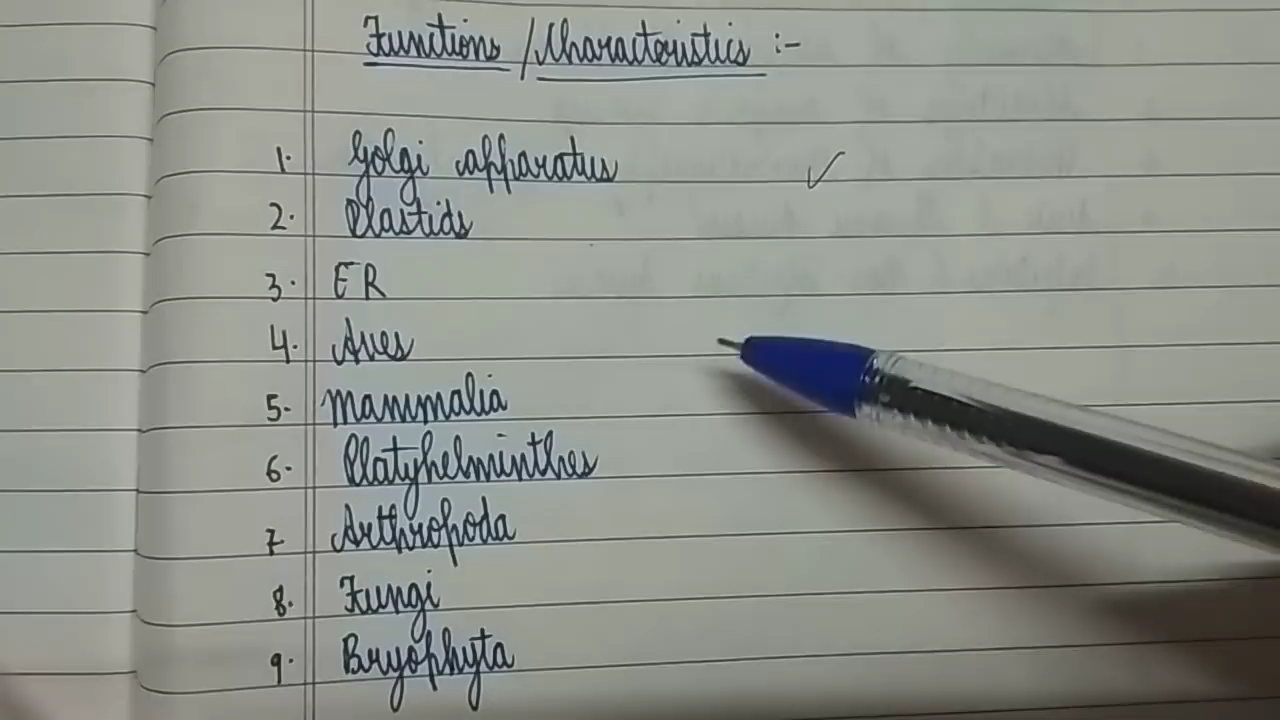 Functions / Characteristics :-
1. Golgi apparatus ✓
2. Plastids
3. ER
4. Aves
5. Mammalia
6. Platyhelminthes
7 Arthropoda
8. Fungi
9. Bryophyta